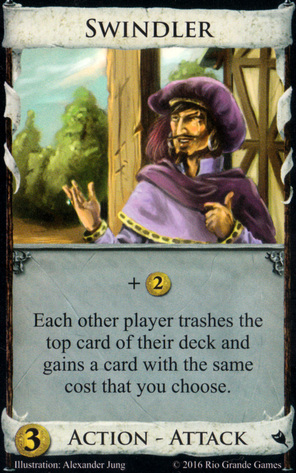 SWINDLER
+ 2
Each other player trashes the
top card of their deck and
gains a card with the same
cost that you choose.
3 ACTION - ATTACK
Illustration: Alexander Jung © 2016 Rio Grande Games